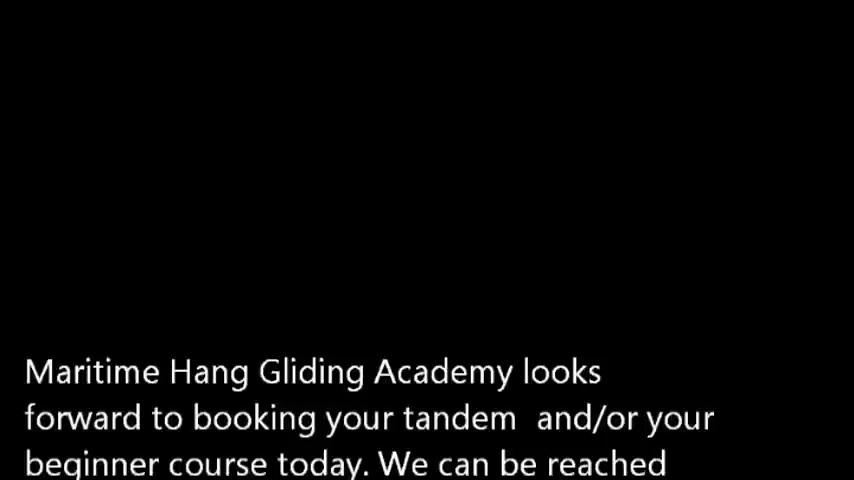 Maritime Hang Gliding Academy looks
forward to booking your tandem  and/or your
beginner course today. We can be reached